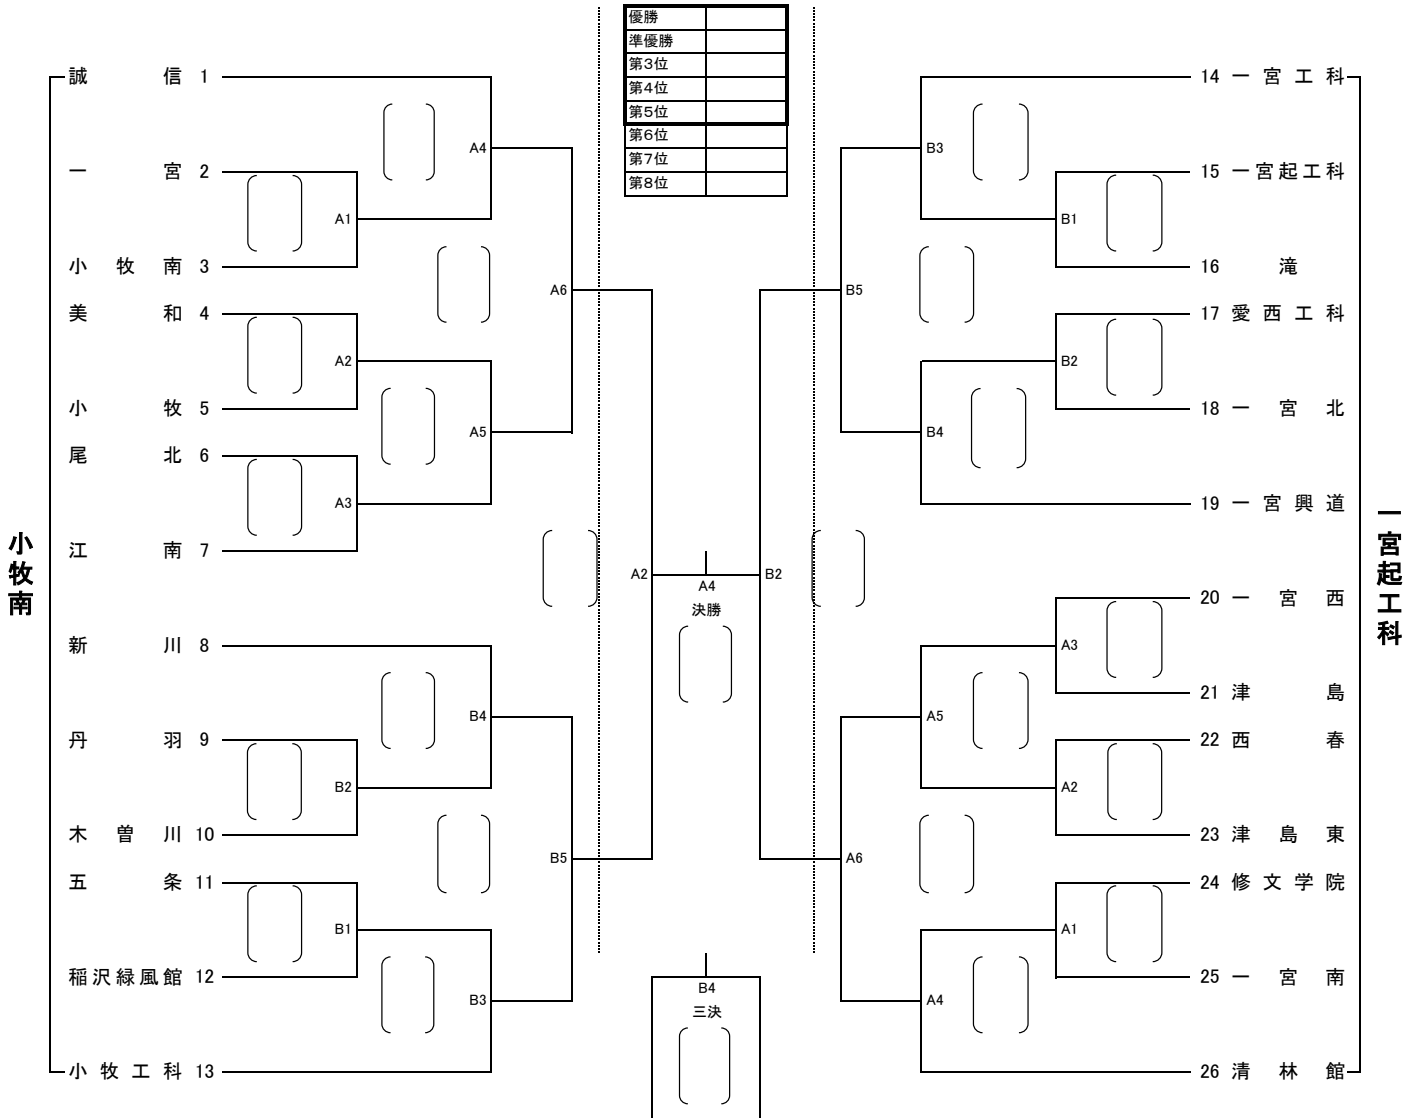 優勝
準優勝
第3位
第4位
第5位
第6位
第7位
第8位
小牧南
誠信 1
一宮 2
小牧南 3
美和 4
小牧 5
尾北 6
江南 7
新川 8
丹羽 9
木曽川 10
五条 11
稲沢緑風館 12
小牧工科 13
A1
A2
A3
B2
B1
A4
A5
B4
B3
A6
B5
A2
A4
決勝
B4
三決
B2
B5
A6
B3
B4
A5
A4
B1
B2
A3
A2
A1
14 一宮工科
15 一宮起工科
16 滝
17 愛西工科
18 一宮北
19 一宮興道
20 一宮西
21 津島
22 西春
23 津島東
24 修文学院
25 一宮南
26 清林館
一宮起工科